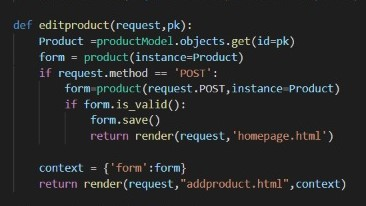 def editproduct(request,pk):
    Product =productModel.objects.get(id=pk)
    form = product(instance=Product)
    if request.method == 'POST':
        form=product(request.POST,instance=Product)
        if form.is_valid():
            form.save()
            return render(request,'homepage.html')

    context = {'form':form}
    return render(request,"addproduct.html",context)